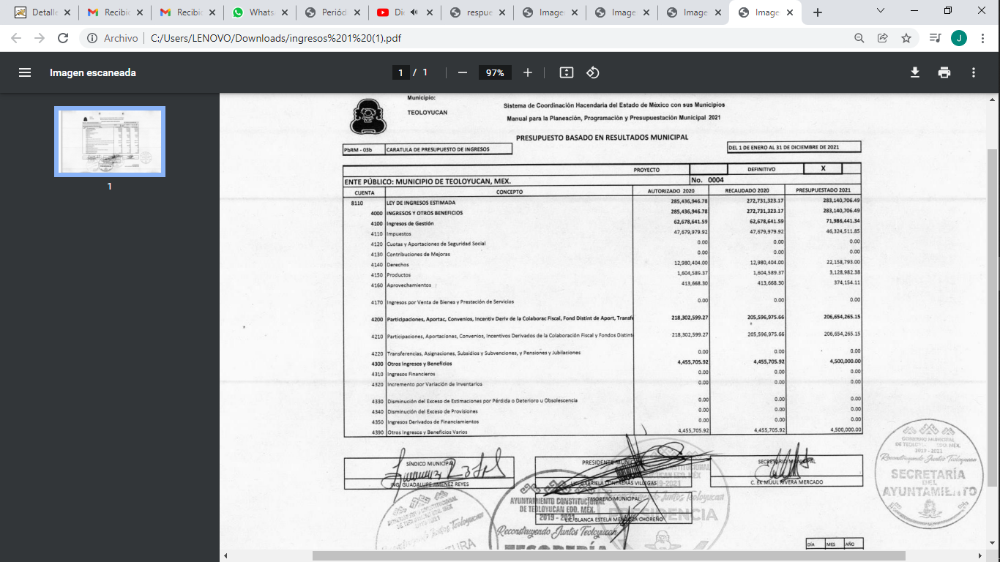 Detalle
Recibic
Recibic
Whats
Periód
Die
respue
Imagen
Image
Image
Image
Archivo
C:/Users/LENOVO/Downloads/ingresos%201%20(1).pdf
J
Imagen escaneada
1 / 1
97%
1
Municipio:
TEOLOYUCAN
Sistema de Coordinación Hacendaria del Estado de México con sus Municipios
Manual para la Planeación, Programación y Presupuestación Municipal 2021
PRESUPUESTO BASADO EN RESULTADOS MUNICIPAL
PbRM - 03b CARATULA DE PRESUPUESTO DE INGRESOS
DEL 1 DE ENERO AL 31 DE DICIEMBRE DE 2021
PROYECTO DEFINITIVO X
ENTE PÚBLICO: MUNICIPIO DE TEOLOYUCAN, MEX. No. 0004
CUENTA CONCEPTO AUTORIZADO 2020 RECAUDADO 2020 PRESUPUESTADO 2021
8110 LEY DE INGRESOS ESTIMADA 285,436,946.78 272,731,323.17 283,140,706.49
4000 INGRESOS Y OTROS BENEFICIOS 285,436,946.78 272,731,323.17 283,140,706.49
4100 Ingresos de Gestión 62,678,641.59 62,678,641.59 71,986,441.34
4110 Impuestos 47,679,979.92 47,679,979.92 46,324,511.85
4120 Cuotas y Aportaciones de Seguridad Social 0.00 0.00 0.00
4130 Contribuciones de Mejoras 0.00 0.00 0.00
4140 Derechos 12,980,404.00 12,980,404.00 22,158,793.00
4150 Productos 1,604,589.37 1,604,589.37 3,128,982.38
4160 Aprovechamientos 413,668.30 413,668.30 374,154.11
4170 Ingresos por Venta de Bienes y Prestación de Servicios 0.00 0.00 0.00
4200 Participaciones, Aportac, Convenios, Incentiv Deriv de la Colaborac Fiscal, Fond Distint de Aport, Transfe 218,302,599.27 205,596,975.66 206,654,265.15
4210 Participaciones, Aportaciones, Convenios, Incentivos Derivados de la Colaboración Fiscal y Fondos Distint 218,302,599.27 205,596,975.66 206,654,265.15
4220 Transferencias, Asignaciones, Subsidios y Subvenciones, y Pensiones y Jubilaciones 0.00 0.00 0.00
4300 Otros Ingresos y Beneficios 4,455,705.92 4,455,705.92 4,500,000.00
4310 Ingresos Financieros 0.00 0.00 0.00
4320 Incremento por Variación de Inventarios 0.00 0.00 0.00
4330 Disminución del Exceso de Estimaciones por Pérdida o Deterioro u Obsolescencia 0.00 0.00 0.00
4340 Disminución del Exceso de Provisiones 0.00 0.00 0.00
4350 Ingresos Derivados de Financiamientos 0.00 0.00 0.00
4390 Otros Ingresos y Beneficios Varios 4,455,705.92 4,455,705.92 4,500,000.00
SÍNDICO MUNICIPAL PRESIDENTE MUNICIPAL SECRETARIO MUNICIPAL
ING. GUADALUPE JIMENEZ REYES LIC. GABRIELA CONTRERAS VILLEGAS C. EK MUUL RIVERA MERCADO
TESORERO MUNICIPAL
L.C. BLANCA ESTELA MENDOZA CHOREÑO
AYUNTAMIENTO CONSTITUCIONAL
DE TEOLOYUCAN EDO. MÉX.
2019 - 2021
Reconstruyendo Juntos Teoloyucan
TESORERÍA
PRESIDENCIA
GOBIERNO MUNICIPAL
DE TEOLOYUCAN EDO. MÉX.
2019 - 2021
Reconstruyendo Juntos Teoloyucan
SECRETARÍA
DEL
AYUNTAMIENTO
DÍA MES AÑO